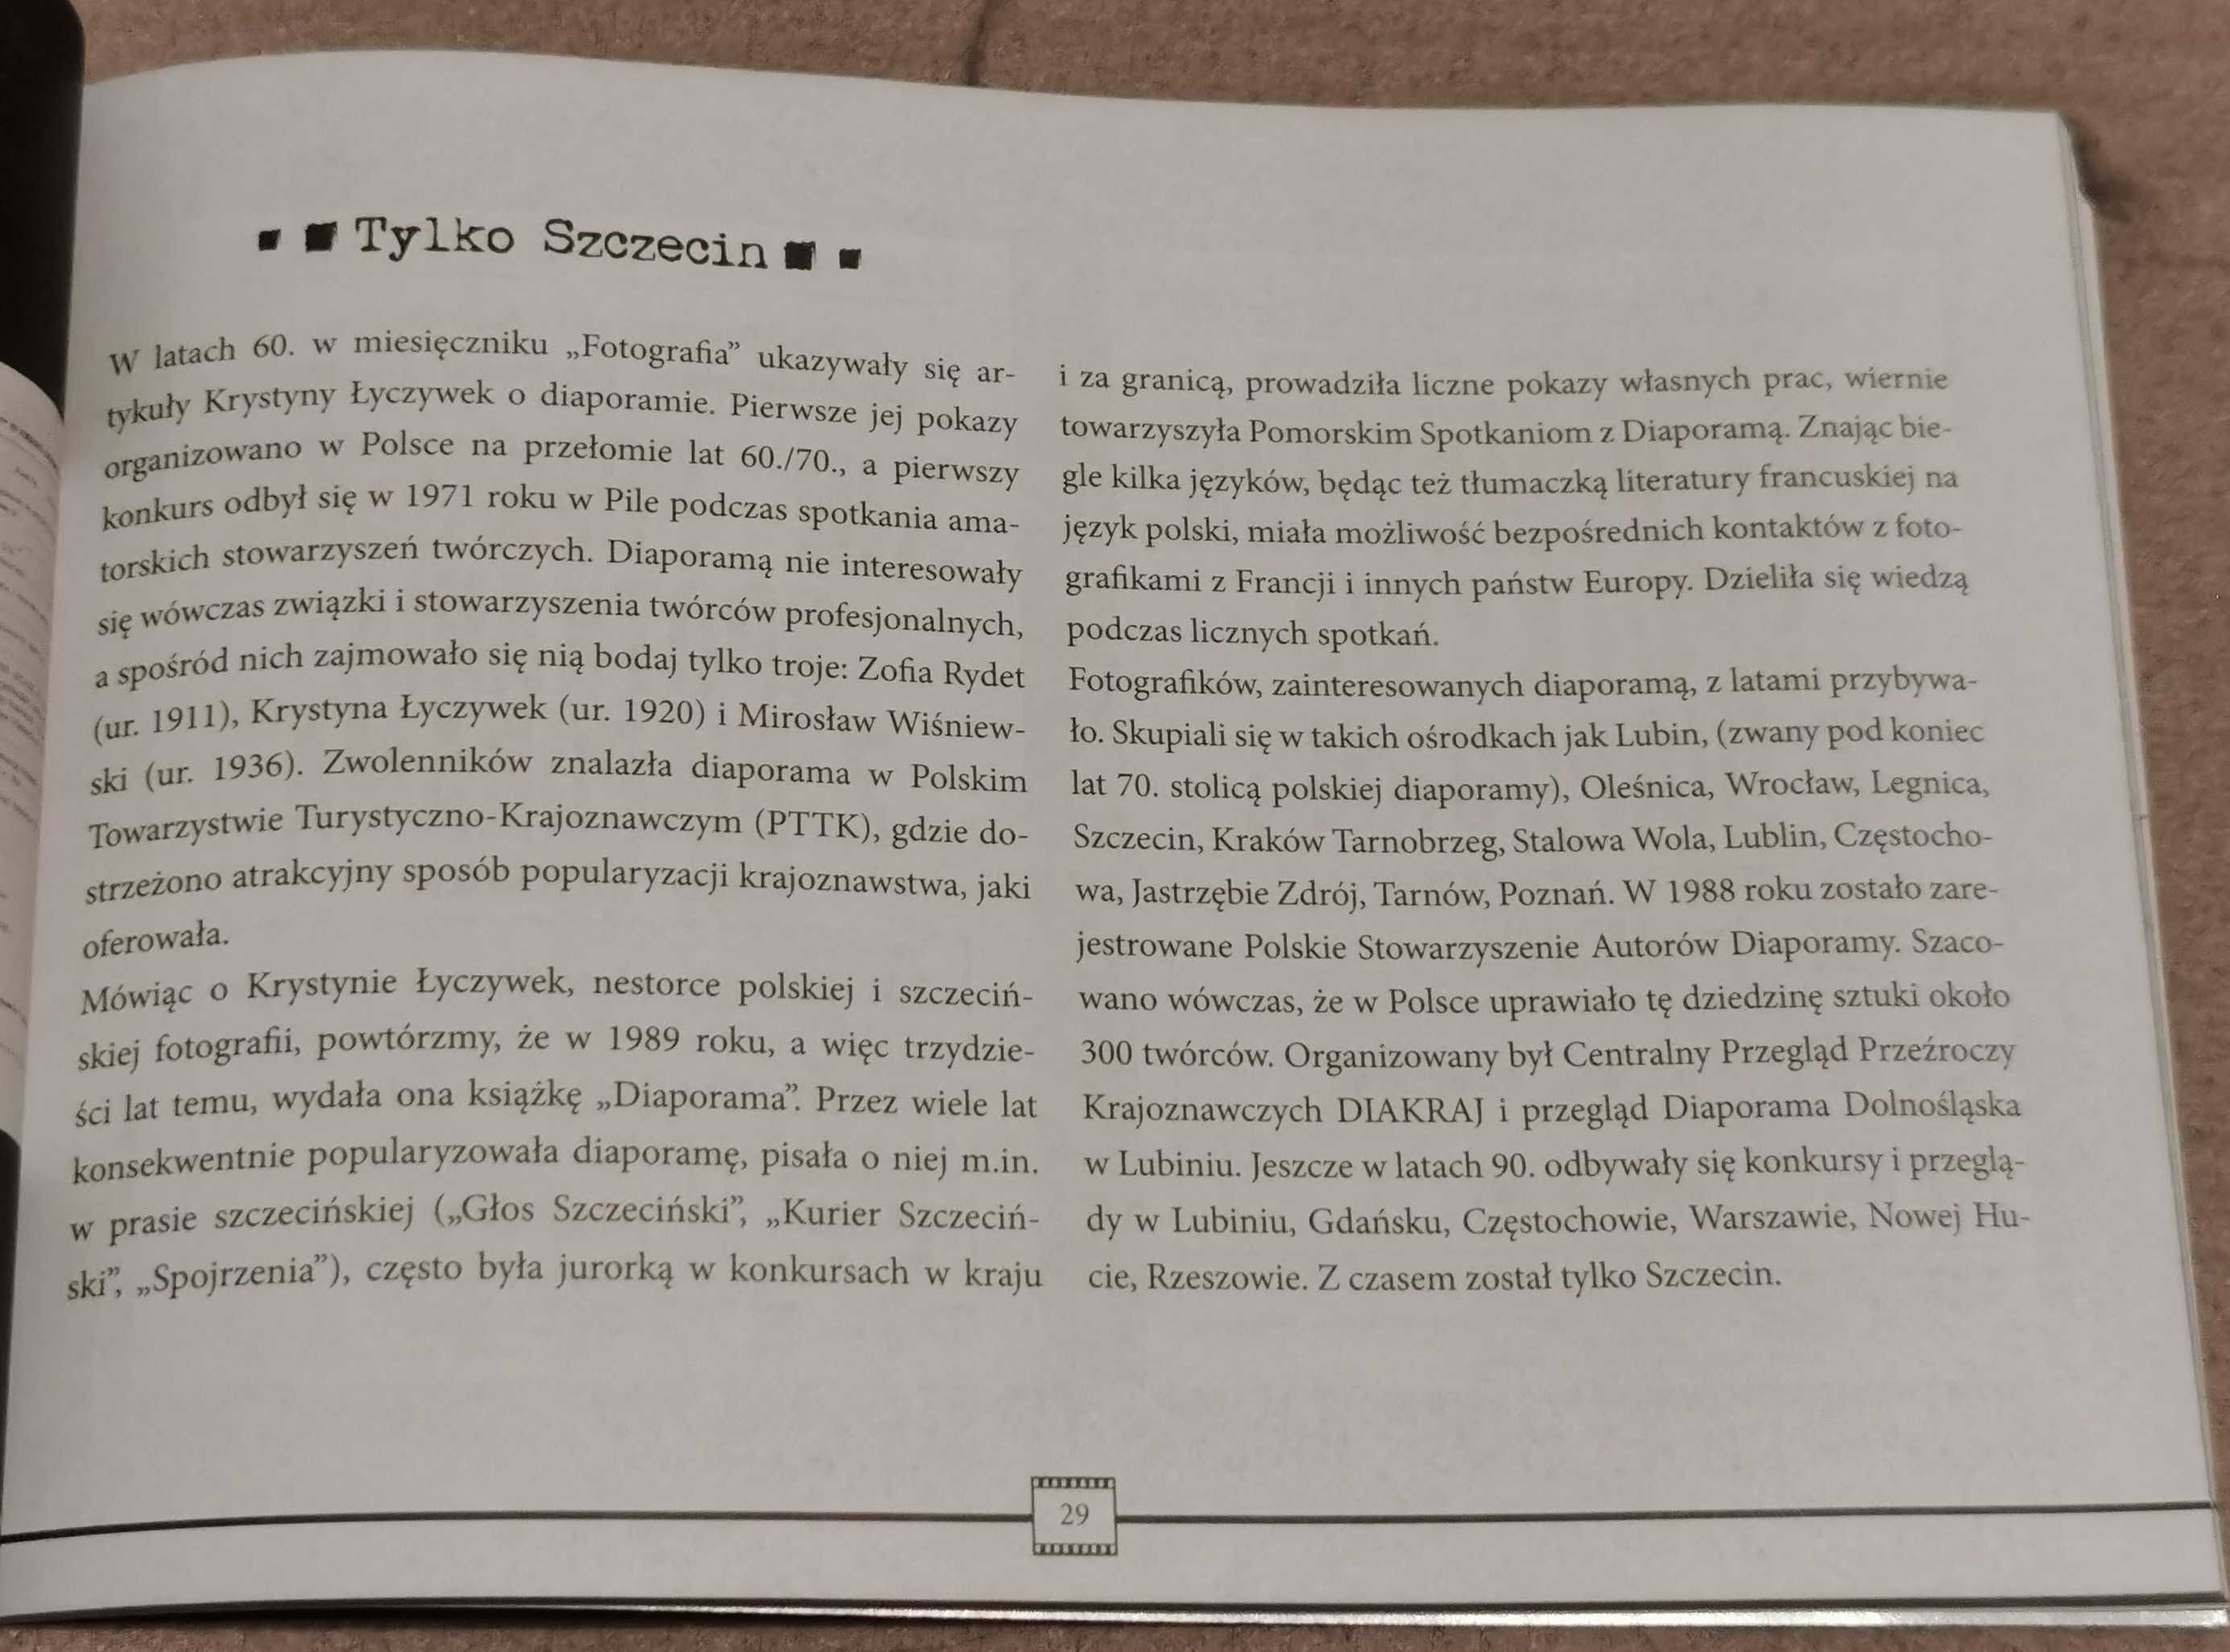 Tylko Szczecin
W latach 60. w miesięczniku „Fotografia” ukazywały się ar-
tykuły Krystyny Łyczywek o diaporamie. Pierwsze jej pokazy
organizowano w Polsce na przełomie lat 60./70., a pierwszy
konkurs odbył się w 1971 roku w Pile podczas spotkania ama-
torskich stowarzyszeń twórczych. Diaporamą nie interesowały
się wówczas związki i stowarzyszenia twórców profesjonalnych,
a spośród nich zajmowało się nią bodaj tylko troje: Zofia Rydet
(ur. 1911), Krystyna Łyczywek (ur. 1920) i Mirosław Wiśniew-
ski (ur. 1936). Zwolenników znalazła diaporama w Polskim
Towarzystwie Turystyczno-Krajoznawczym (PTTK), gdzie do-
strzeżono atrakcyjny sposób popularyzacji krajoznawstwa, jaki
oferowała.
Mówiąc o Krystynie Łyczywek, nestorce polskiej i szczeciń-
skiej fotografii, powtórzmy, że w 1989 roku, a więc trzydzie-
ści lat temu, wydała ona książkę „Diaporama”. Przez wiele lat
konsekwentnie popularyzowała diaporamę, pisała o niej m.in.
w prasie szczecińskiej („Głos Szczeciński”, „Kurier Szczeciń-
ski”, „Spojrzenia”), często była jurorką w konkursach w kraju
i za granicą, prowadziła liczne pokazy własnych prac, wiernie
towarzyszyła Pomorskim Spotkaniom z Diaporamą. Znając bie-
gle kilka języków, będąc też tłumaczką literatury francuskiej na
język polski, miała możliwość bezpośrednich kontaktów z foto-
grafikami z Francji i innych państw Europy. Dzieliła się wiedzą
podczas licznych spotkań.
Fotografików, zainteresowanych diaporamą, z latami przybywa-
ło. Skupiali się w takich ośrodkach jak Lubin, (zwany pod koniec
lat 70. stolicą polskiej diaporamy), Oleśnica, Wrocław, Legnica,
Szczecin, Kraków Tarnobrzeg, Stalowa Wola, Lublin, Częstocho-
wa, Jastrzębie Zdrój, Tarnów, Poznań. W 1988 roku zostało zare-
jestrowane Polskie Stowarzyszenie Autorów Diaporamy. Szaco-
wano wówczas, że w Polsce uprawiało tę dziedzinę sztuki około
300 twórców. Organizowany był Centralny Przegląd Przeźroczy
Krajoznawczych DIAKRAJ i przegląd Diaporama Dolnośląska
w Lubiniu. Jeszcze w latach 90. odbywały się konkursy i przeglą-
dy w Lubiniu, Gdańsku, Częstochowie, Warszawie, Nowej Hu-
cie, Rzeszowie. Z czasem został tylko Szczecin.
29